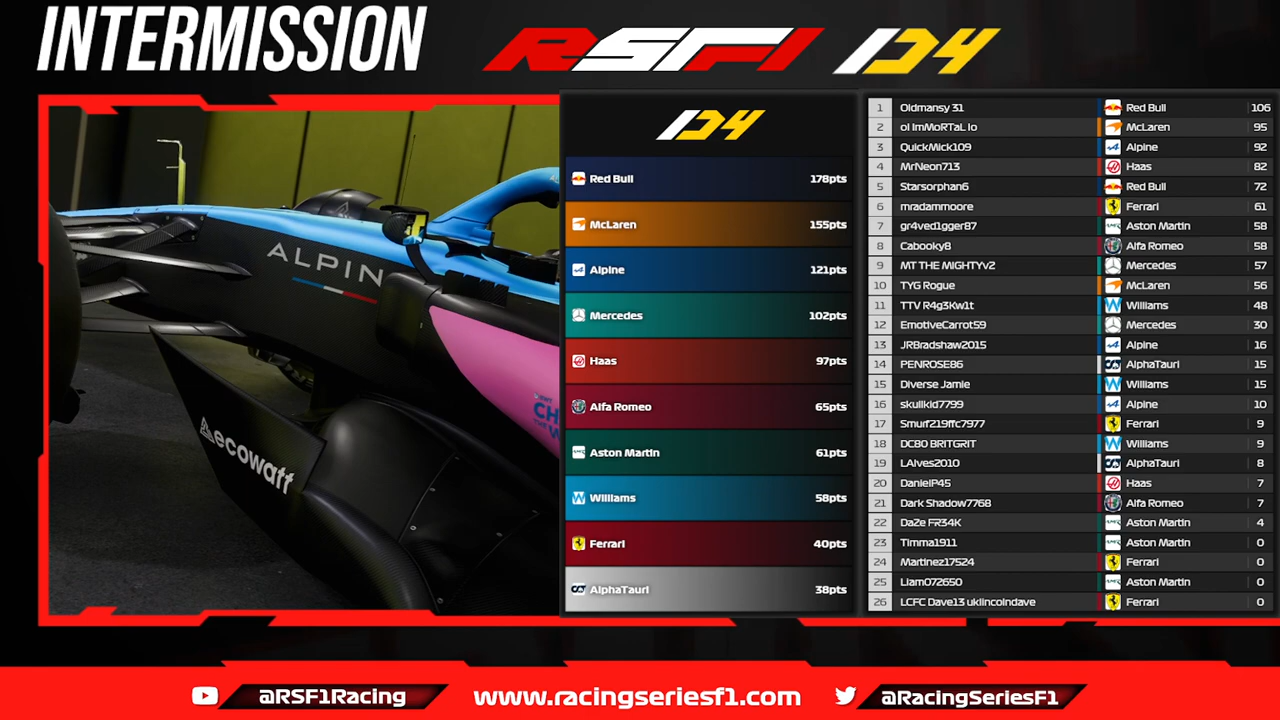 INTERMISSION
RSF1 D4
ALPIN
ecowatt
D4
Red Bull 178pts
McLaren 155pts
Alpine 121pts
Mercedes 102pts
Haas 97pts
Alfa Romeo 65pts
Aston Martin 61pts
Williams 58pts
Ferrari 40pts
AlphaTauri 38pts
1 Oldmansy 31 Red Bull 106
2 ol ImMoRTaL lo McLaren 95
3 QuickMick109 Alpine 92
4 MrNeon713 Haas 82
5 Starsorphan6 Red Bull 72
6 mradammoore Ferrari 61
7 gr4ved1gger87 Aston Martin 58
8 Cabooky8 Alfa Romeo 58
9 MT THE MIGHTYv2 Mercedes 57
10 TYG Rogue McLaren 56
11 TTV R4g3Kw1t Williams 48
12 EmotiveCarrot59 Mercedes 30
13 JRBradshaw2015 Alpine 16
14 PENROSE86 AlphaTauri 15
15 Diverse Jamie Williams 15
16 skullkid7799 Alpine 10
17 Smurf219ffc7977 Ferrari 9
18 DC80 BRITGRIT Williams 9
19 LAlves2010 AlphaTauri 8
20 DanielP45 Haas 7
21 Dark Shadow7768 Alfa Romeo 7
22 DaZe FR34K Aston Martin 4
23 Timma1911 Aston Martin 0
24 Martinez17524 Ferrari 0
25 Liam072650 Aston Martin 0
26 LCFC Dave13 uklincolndave Ferrari 0
@RSF1Racing www.racingseriesf1.com @RacingSeriesF1